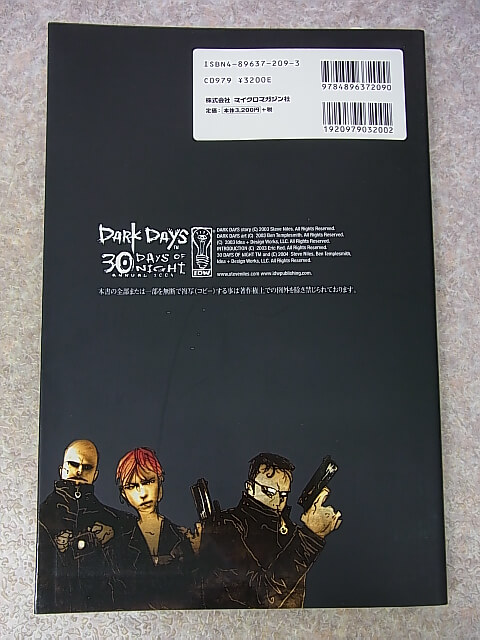 ISBN4-89637-209-3
C0979 ¥3200E
株式会社 マイクロマガジン社
定価: 本体3,200円 +税
9784896372090
1920979032002
DARK DAYS TM
30 DAYS OF NIGHT
ANNUAL 2004
IDW
DARK DAYS story (C) 2003 Steve Niles. All Rights Reserved.
DARK DAYS art (C) 2003 Ben Templesmith. All Rights Reserved.
(C) 2003 Idea + Design Works, LLC. All Rights Reserved.
INTRODUCTION (C) 2003 Eric Red. All Rights Reserved.
30 DAYS OF NIGHT TM and (C) 2004 Steve Niles, Ben Templesmith,
Idea + Design Works, LLC. All Rights Reserved.
www.steveniles.com www.idwpublishing.com
本書の全部または一部を無断で複写(コピー)する事は著作権法上での例外を除き禁じられております。